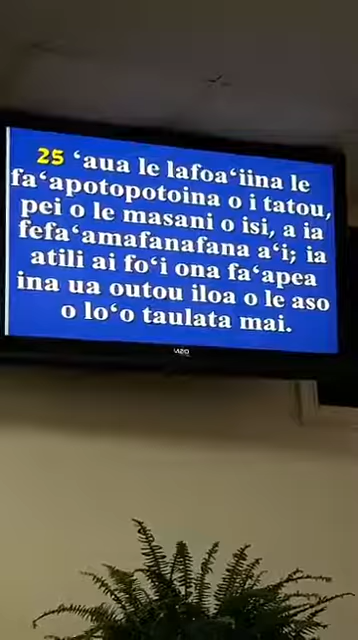 25 ‘aua le lafoa‘iina le
fa‘apotopotoina o i tatou,
pei o le masani o isi, a ia
fefa‘amafanafana a‘i; ia
atili ai fo‘i ona fa‘apea
ina ua outou iloa o le aso
o lo‘o taulata mai.
VIZIO